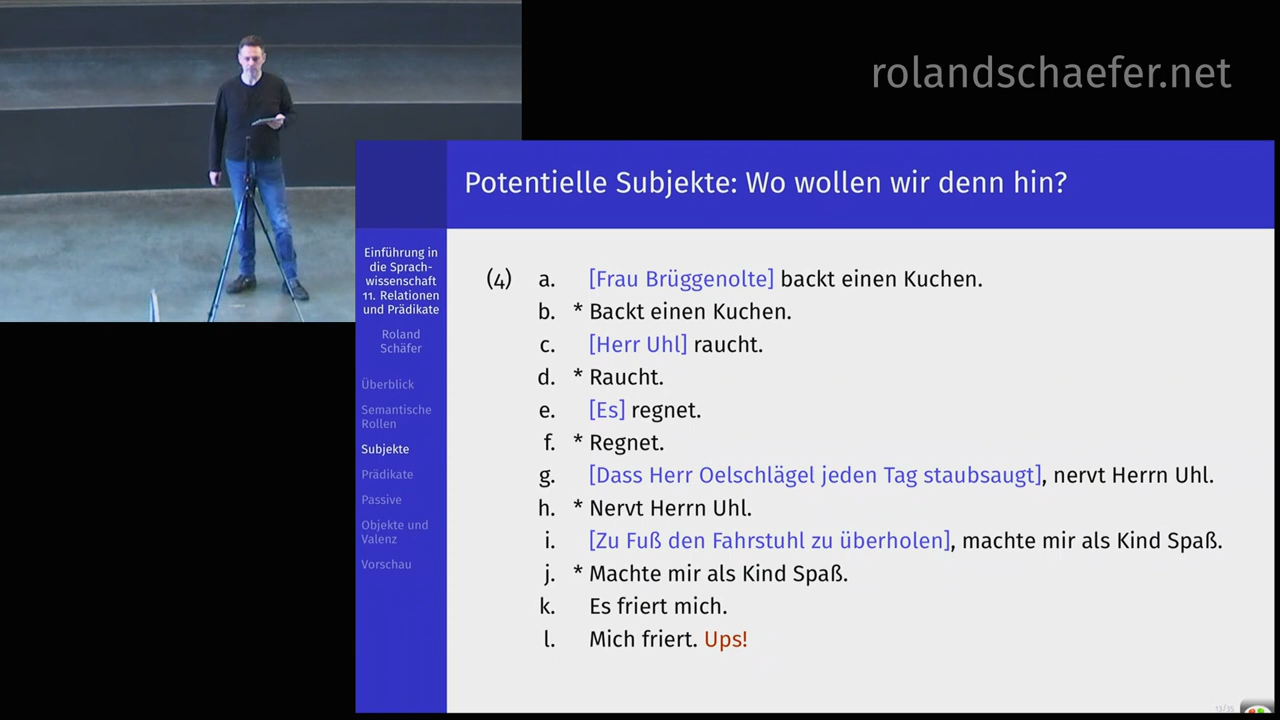 rolandschaefer.net
Potentielle Subjekte: Wo wollen wir denn hin?
Einführung in
die Sprach-
wissenschaft
11. Relationen
und Prädikate
Roland
Schäfer
Überblick
Semantische
Rollen
Subjekte
Prädikate
Passive
Objekte und
Valenz
Vorschau
(4) a. [Frau Brüggenolte] backt einen Kuchen.
b. * Backt einen Kuchen.
c. [Herr Uhl] raucht.
d. * Raucht.
e. [Es] regnet.
f. * Regnet.
g. [Dass Herr Oelschlägel jeden Tag staubsaugt], nervt Herrn Uhl.
h. * Nervt Herrn Uhl.
i. [Zu Fuß den Fahrstuhl zu überholen], machte mir als Kind Spaß.
j. * Machte mir als Kind Spaß.
k. Es friert mich.
l. Mich friert. Ups!